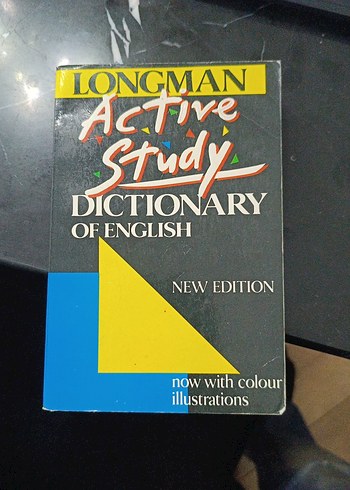 LONGMAN
Active
Study
DICTIONARY
OF ENGLISH
NEW EDITION
now with colour
illustrations